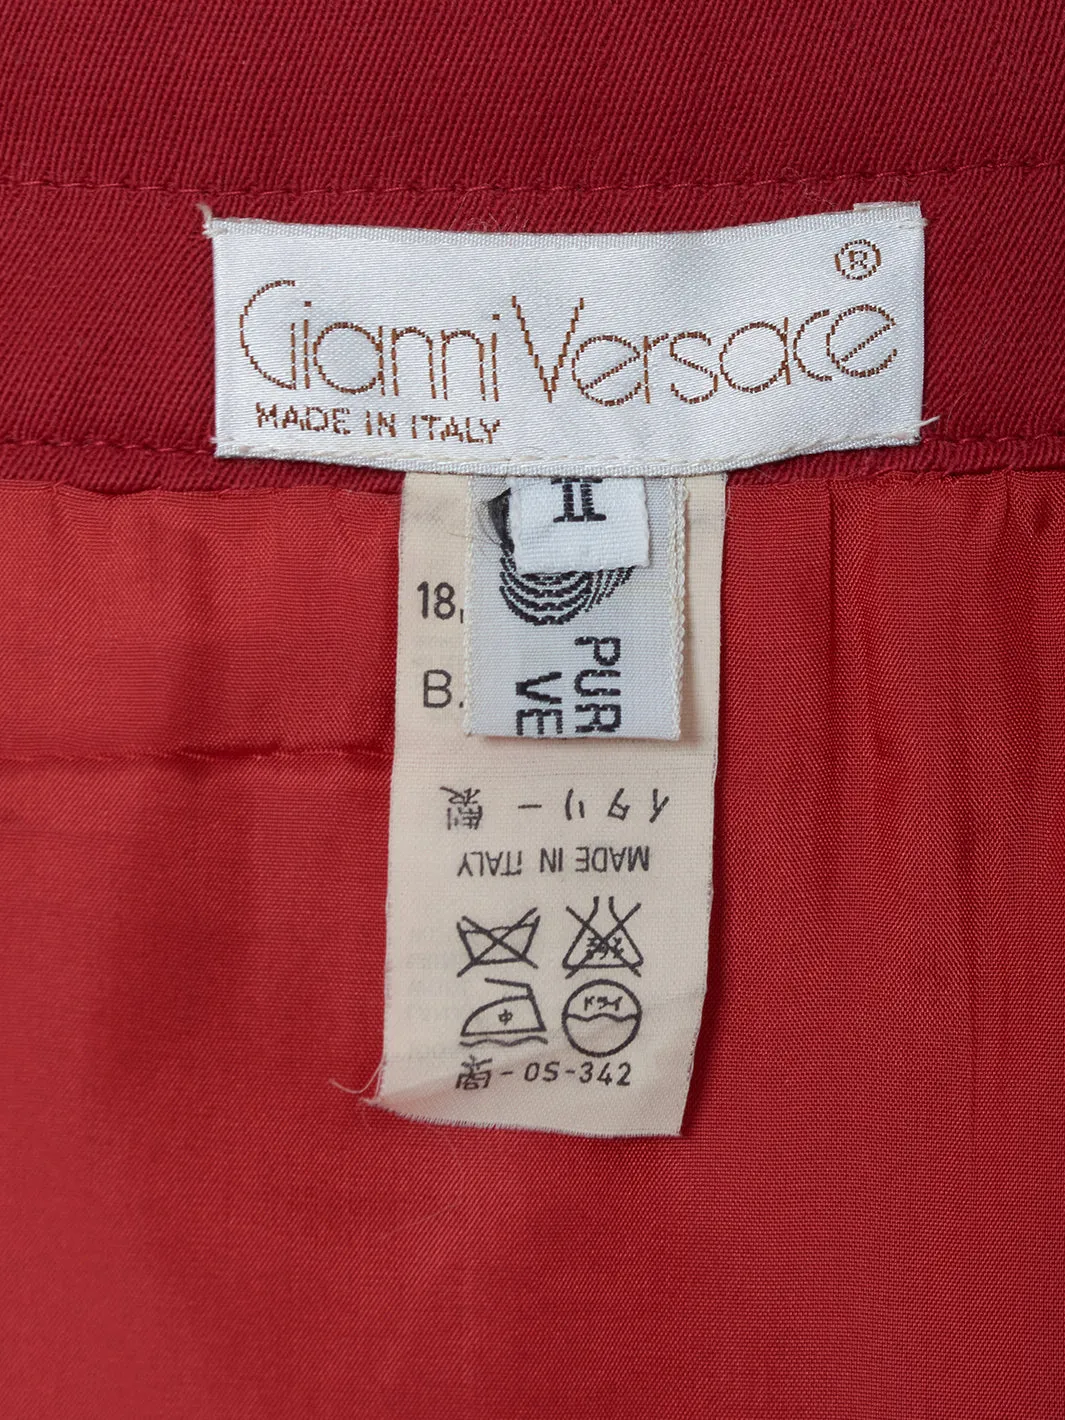 Gianni Versace ®
MADE IN ITALY
II
18,
B.
PUR
VE
イタリー製
MADE IN ITALY
ドライ
中
-OS-342